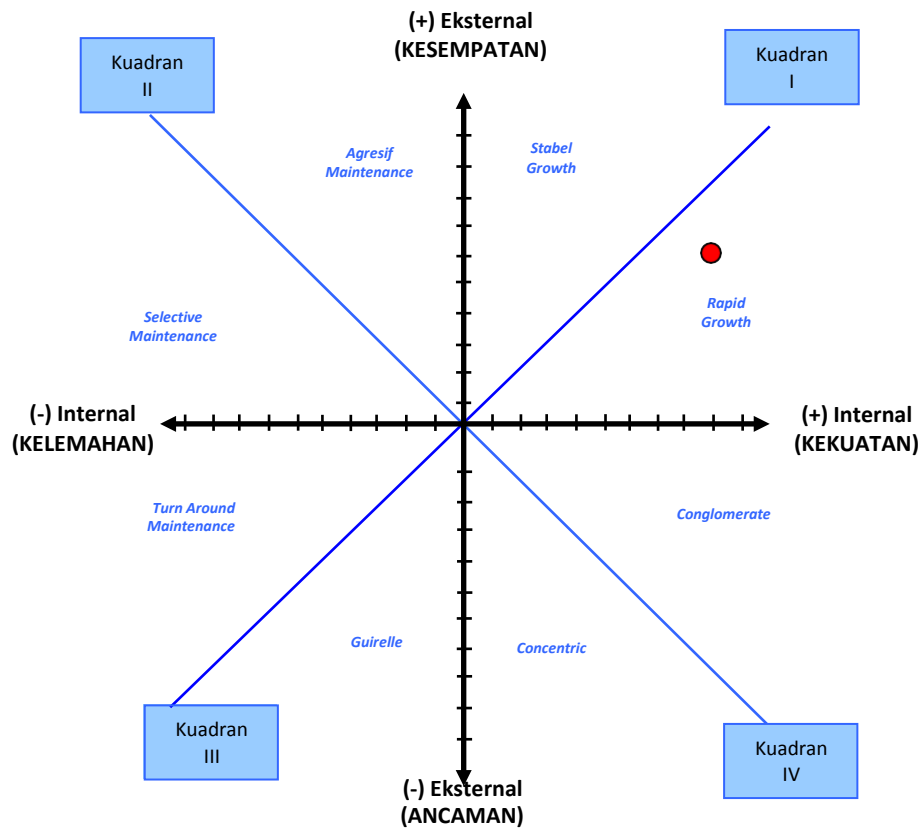 (+) Eksternal
(KESEMPATAN)
Kuadran
II
Kuadran
I
Agresif
Maintenance
Stabel
Growth
Selective
Maintenance
Rapid
Growth
(-) Internal
(KELEMAHAN)
(+) Internal
(KEKUATAN)
Turn Around
Maintenance
Conglomerate
Guirelle
Concentric
Kuadran
III
Kuadran
IV
(-) Eksternal
(ANCAMAN)